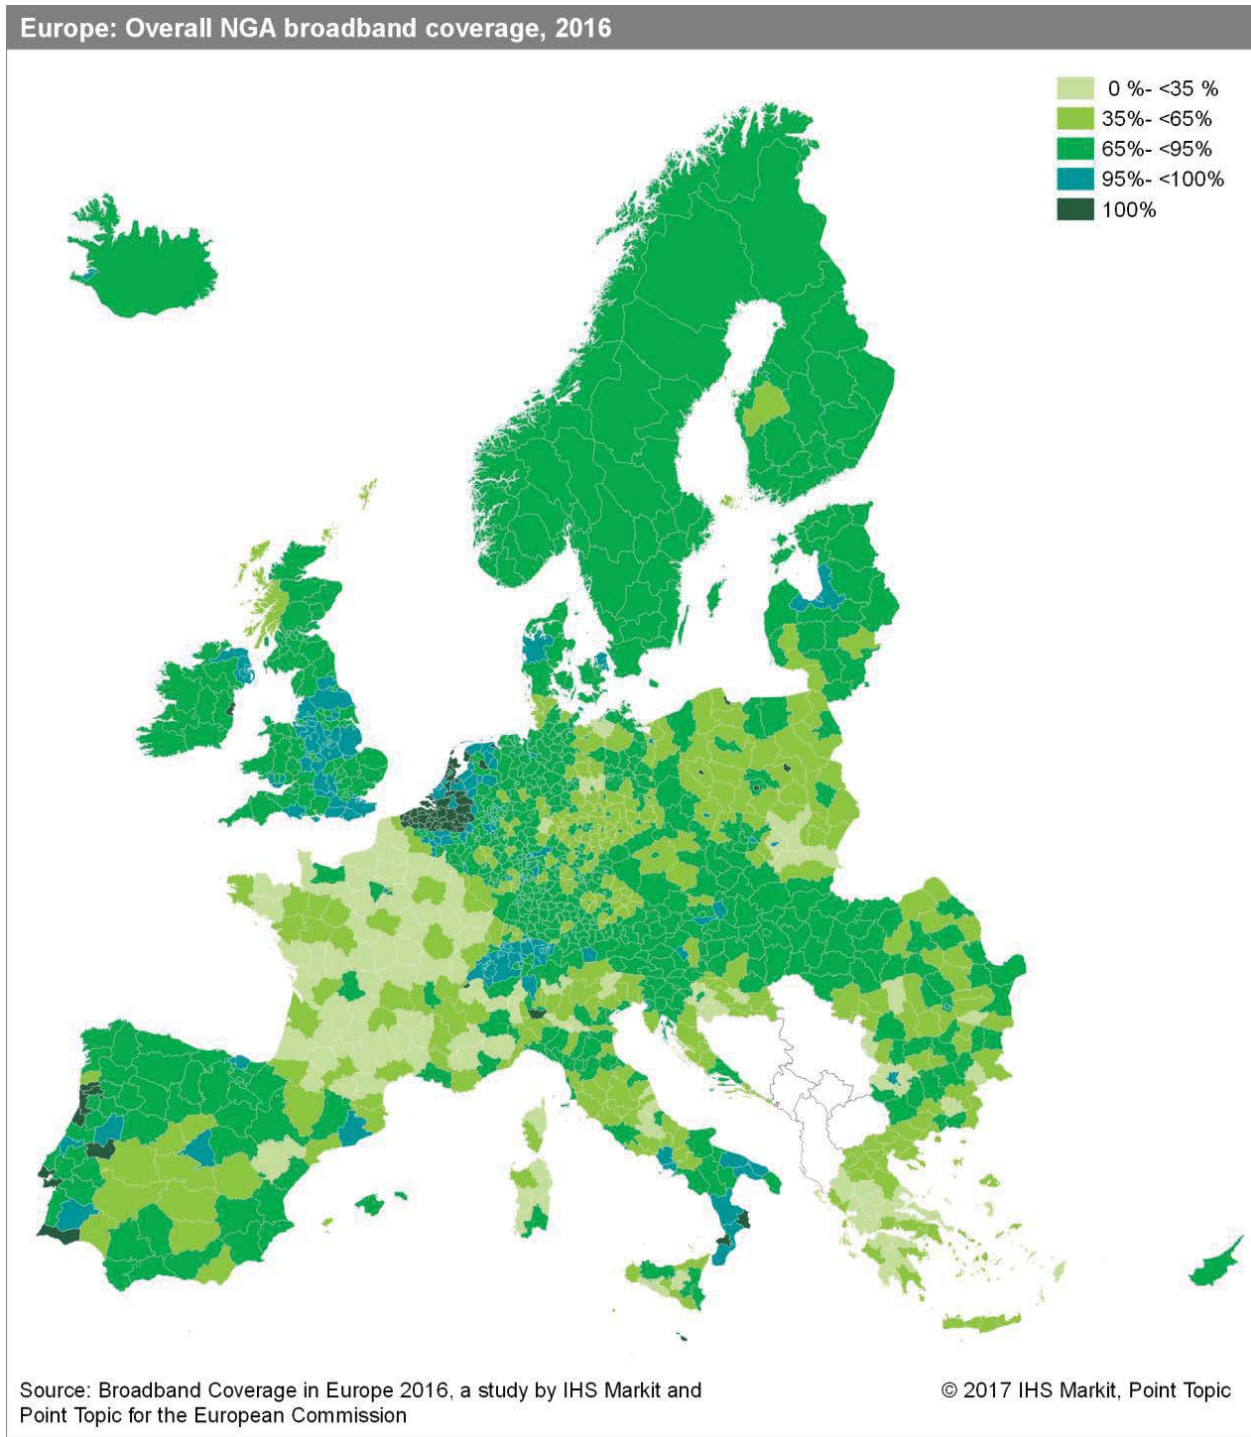 Europe: Overall NGA broadband coverage, 2016
0 %- <35 %
35%- <65%
65%- <95%
95%- <100%
100%
Source: Broadband Coverage in Europe 2016, a study by IHS Markit and
Point Topic for the European Commission
© 2017 IHS Markit, Point Topic